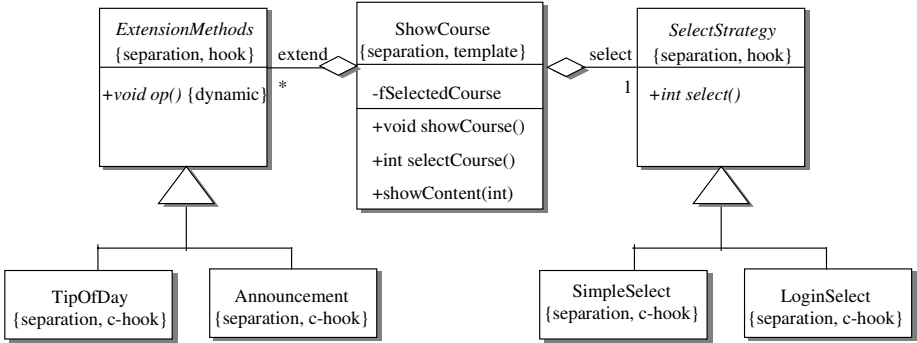 ExtensionMethods
{separation, hook}
+void op() {dynamic}
extend
*
ShowCourse
{separation, template}
-fSelectedCourse
+void showCourse()
+int selectCourse()
+showContent(int)
select
1
SelectStrategy
{separation, hook}
+int select()
TipOfDay
{separation, c-hook}
Announcement
{separation, c-hook}
SimpleSelect
{separation, c-hook}
LoginSelect
{separation, c-hook}